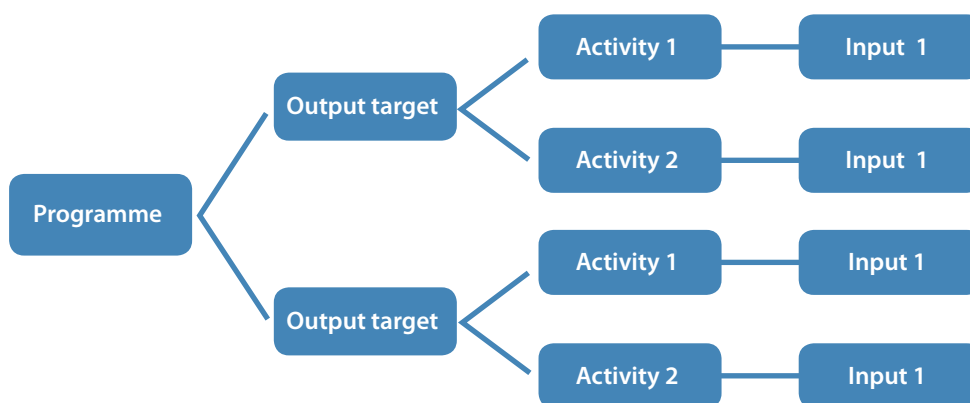 Programme
Output target
Activity 1
Input 1
Activity 2
Input 1
Output target
Activity 1
Input 1
Activity 2
Input 1